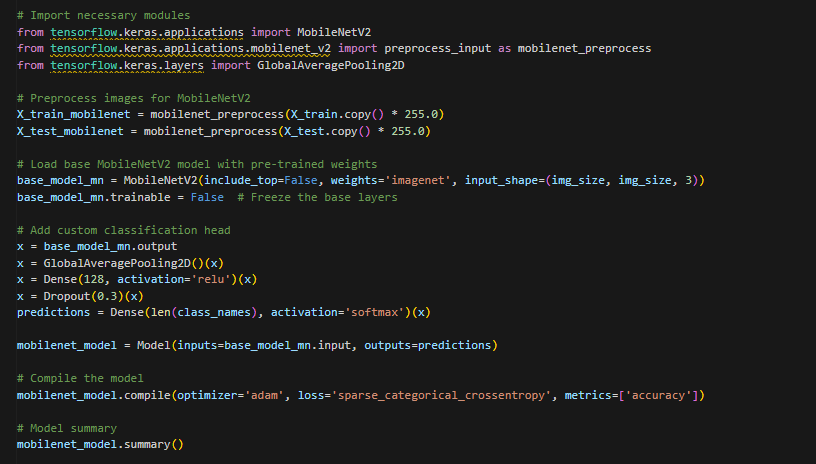 # Import necessary modules
from tensorflow.keras.applications import MobileNetV2
from tensorflow.keras.applications.mobilenet_v2 import preprocess_input as mobilenet_preprocess
from tensorflow.keras.layers import GlobalAveragePooling2D
# Preprocess images for MobileNetV2
X_train_mobilenet = mobilenet_preprocess(X_train.copy() * 255.0)
X_test_mobilenet = mobilenet_preprocess(X_test.copy() * 255.0)
# Load base MobileNetV2 model with pre-trained weights
base_model_mn = MobileNetV2(include_top=False, weights='imagenet', input_shape=(img_size, img_size, 3))
base_model_mn.trainable = False  # Freeze the base layers
# Add custom classification head
x = base_model_mn.output
x = GlobalAveragePooling2D()(x)
x = Dense(128, activation='relu')(x)
x = Dropout(0.3)(x)
predictions = Dense(len(class_names), activation='softmax')(x)
mobilenet_model = Model(inputs=base_model_mn.input, outputs=predictions)
# Compile the model
mobilenet_model.compile(optimizer='adam', loss='sparse_categorical_crossentropy', metrics=['accuracy'])
# Model summary
mobilenet_model.summary()